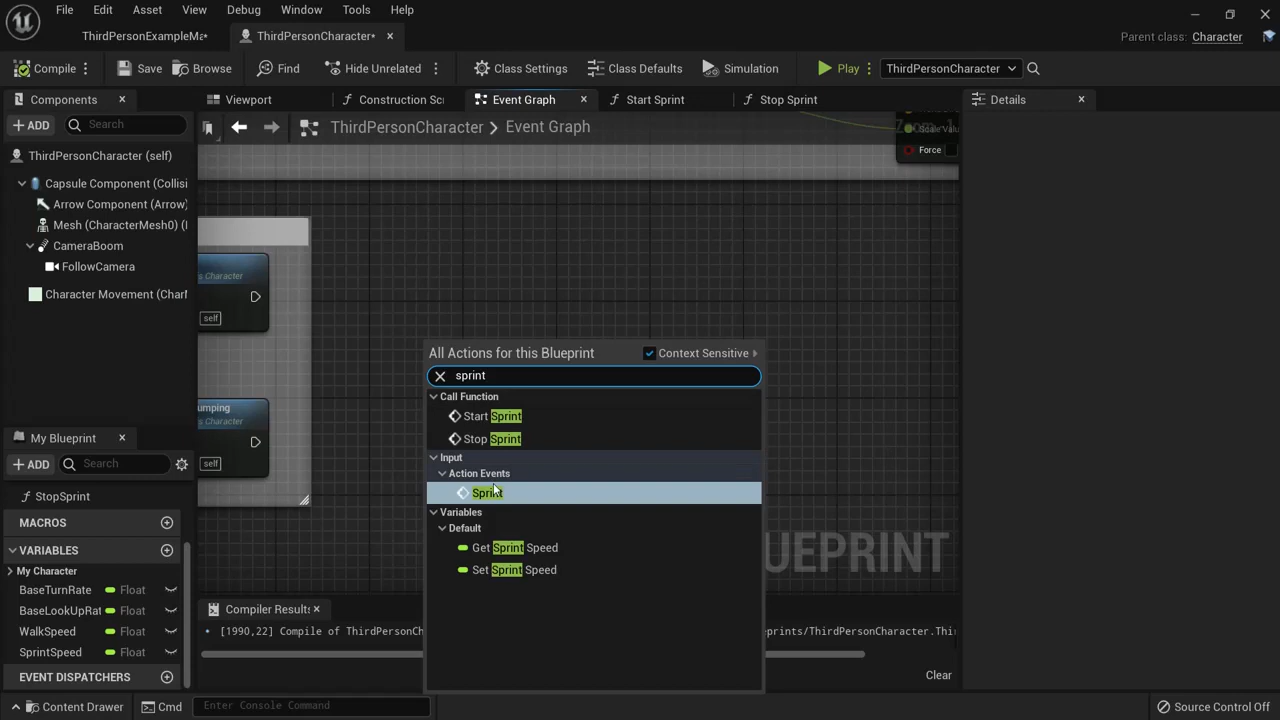 File Edit Asset View Debug Window Tools Help
ThirdPersonExampleMa*
ThirdPersonCharacter*
Parent class: Character
Compile
Save
Browse
Find
Hide Unrelated
Class Settings
Class Defaults
Simulation
Play
ThirdPersonCharacter
Components
Viewport
Construction Scr
Event Graph
Start Sprint
Stop Sprint
Details
ADD
Search
ThirdPersonCharacter > Event Graph
Scale Valu
Force
ThirdPersonCharacter (self)
Capsule Component (Collisi
Arrow Component (Arrow)
Mesh (CharacterMesh0) (I
CameraBoom
FollowCamera
Character Movement (CharM
s Character
self
umping
s Character
self
All Actions for this Blueprint
Context Sensitive
sprint
Call Function
Start Sprint
Stop Sprint
Input
Action Events
Sprint
Variables
Default
Get Sprint Speed
Set Sprint Speed
UEPRINT
My Blueprint
ADD
Search
StopSprint
MACROS
VARIABLES
My Character
BaseTurnRate Float
BaseLookUpRat Float
WalkSpeed Float
SprintSpeed Float
EVENT DISPATCHERS
Compiler Results
[1990,22] Compile of ThirdPersonCh
eprints/ThirdPersonCharacter.Thi
Clear
Content Drawer
Cmd
Enter Console Command
Source Control Off